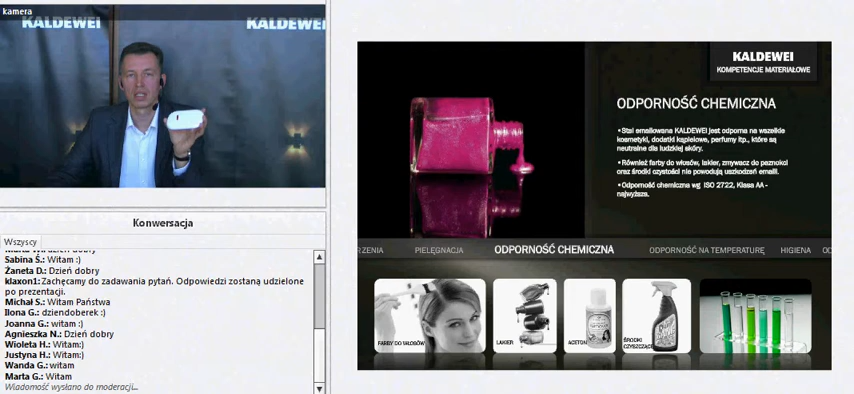 kamera
KALDEWEI
KALDEWEI
Konwersacja
Wszyscy
Sabina Ś.: Witam :)
Żaneta D.: Dzień dobry
klaxon1: Zachęcamy do zadawania pytań. Odpowiedzi zostaną udzielone
po prezentacji.
Michał S.: Witam Państwa
Ilona G.: dziendoberek :)
Joanna G.: witam :)
Agnieszka N.: Dzień dobry
Wioleta H.: Witam:)
Justyna H.: Witam:)
Wanda G.: witam
Marta G.: Witam
Wiadomość wysłano do moderacji...
KALDEWEI
KOMPETENCJE MATERIAŁOWE
ODPORNOŚĆ CHEMICZNA
•Stal emaliowana KALDEWEI jest odporna na wszelkie
kosmetyki, dodatki kąpielowe, perfumy itp., które są
neutralne dla ludzkiej skóry.
•Również farby do włosów, lakier, zmywacz do paznokci
oraz środki czystości nie powodują uszkodzeń emalii.
•Odporność chemiczna wg ISO 2722, Klasa AA -
najwyższa.
RZENIA PIELĘGNACJA ODPORNOŚĆ CHEMICZNA ODPORNOŚĆ NA TEMPERATURĘ HIGIENA
FARBY DO WŁOSÓW LAKIER ACETON ŚRODKI
CZYSZCZĄCE